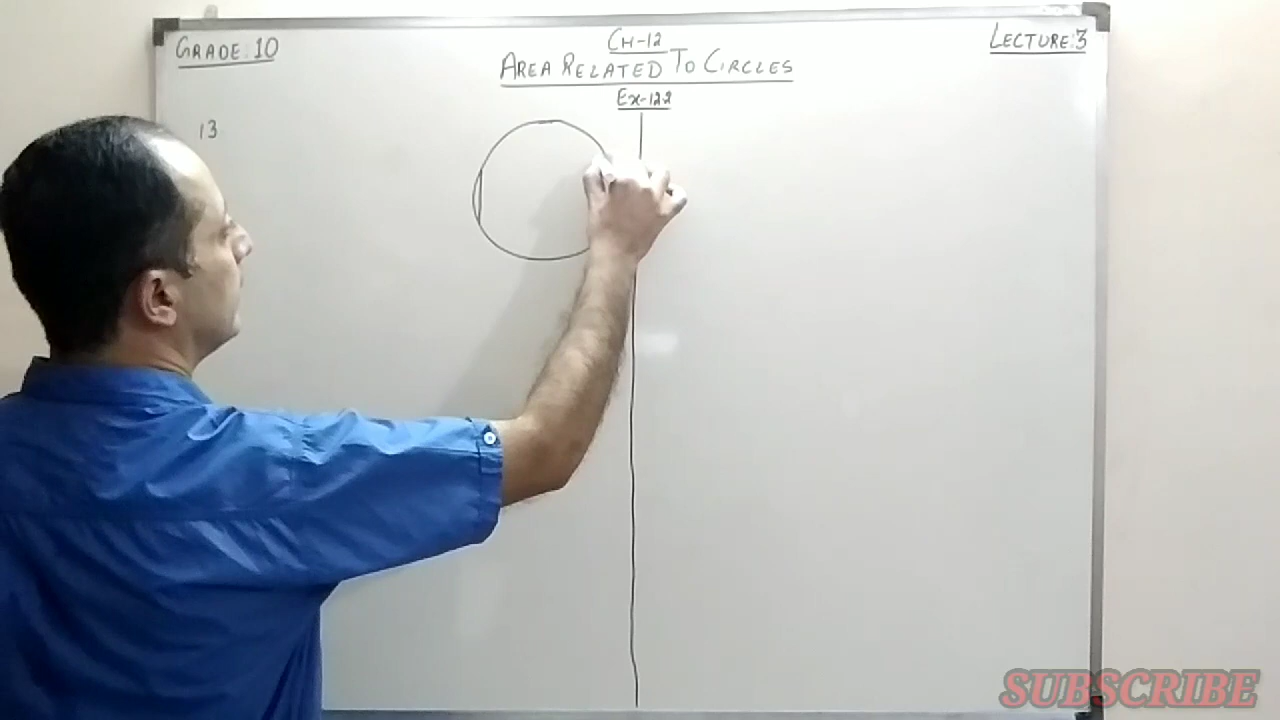 GRADE: 10
CH-12
LECTURE:3
AREA RELATED TO CIRCLES
Ex-12.2
13
SUBSCRIBE